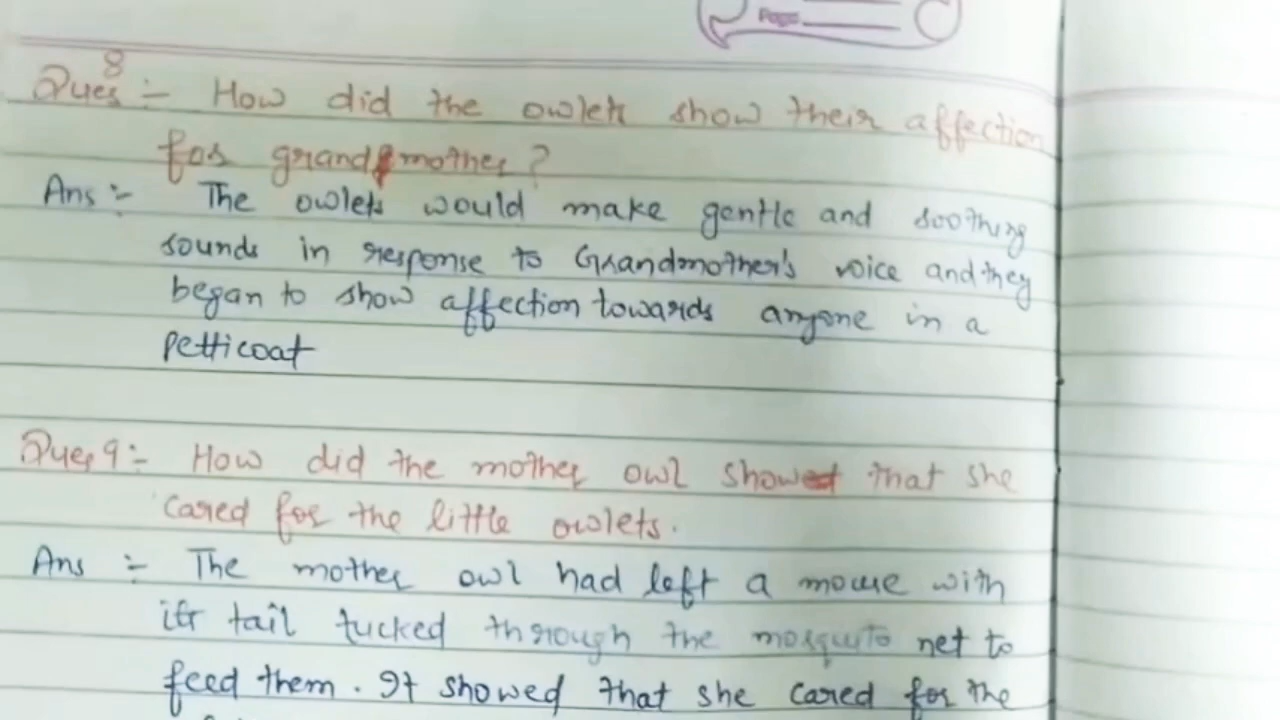 Page
Ques 8 :- How did the owlets show their affection
for grandmother?
Ans :- The owlets would make gentle and soothing
sounds in response to Grandmother's voice and they
began to show affection towards anyone in a
petticoat
Ques 9 :- How did the mother owl show that she
cared for the little owlets.
Ans :- The mother owl had left a mouse with
its tail tucked through the mosquito net to
feed them. It showed that she cared for the